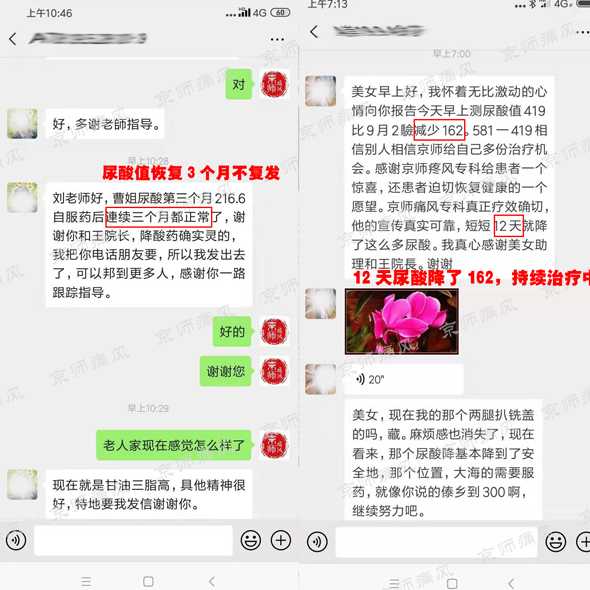 上午10:46
4G 60
对
好，多谢老師指导。
早上10:28
尿酸值恢复3个月不复发
刘老师好，曹姐尿酸第三个月216.6
自服药后連续三个月都正常了，谢
谢你和王院长，降酸药确实灵的，
我把你电话朋友要，所以我发出去
了，可以邦到更多人，感谢你一路
跟踪指导。
好的
谢谢您
早上10:29
老人家现在感觉怎么样了
现在就是甘油三脂高，具他精神很
好，特地要我发信谢谢你。
上午7:13
4G
早上7:00
美女早上好，我怀着无比激动的心
情向你报告今天早上测尿酸值419
比9月2驗减少162。581一419相
信别人相信京师给自己多份治疗机
会。感谢京师疼风专科给患者一个
惊喜，还患者迫切恢复健康的一个
愿望。京师痛风专科真正疗效确切，
他的宣传真实可靠，短短12天就降
了这么多尿酸。我真心感谢美女助
理和王院長。谢谢
12天尿酸降了162，持续治疗中
20"
美女，现在我的那个两腿扒铣盖
的吗，藏。麻烦感也消失了，现在
看来，那个尿酸降基本降到了安
全地，那个位置，大海的需要服
药，就像你说的傣乡到300啊，
继续努力吧。
京师痛风